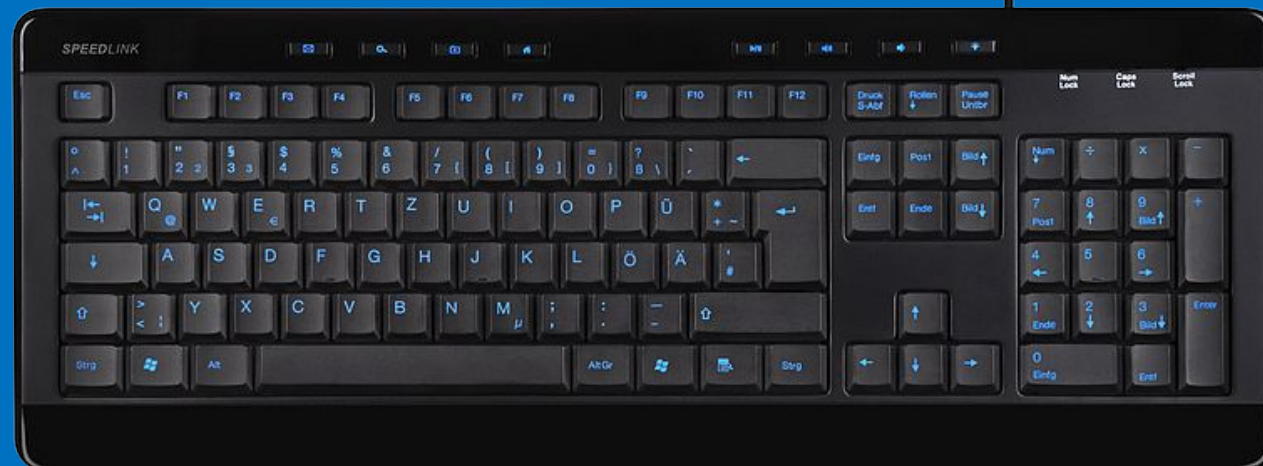 SPEEDLINK
Num Lock Caps Lock Scroll Lock
Esc F1 F2 F3 F4 F5 F6 F7 F8 F9 F10 F11 F12 Druck S-Abf Rollen ↓ Pause Untbr
° ^ ! 1 " 2 2 § 3 3 $ 4 % 5 & 6 / 7 { ( 8 [ ) 9 ] = 0 } ? ß \ ` ´ ← Einfg Pos1 Bild ↑ Num ÷ x −
Q @ W E € R T Z U I O P Ü * + ~ Entf Ende Bild ↓ 7 Pos1 8 ↑ 9 Bild ↑ +
↓ A S D F G H J K L Ö Ä ' # 4 ← 5 6 →
⇧ > < ¦ Y X C V B N M µ ; , : . _ - ⇧ ↑ 1 Ende 2 ↓ 3 Bild ↓ Enter
Strg Alt Alt Gr Strg ← ↓ → 0 Einfg Entf